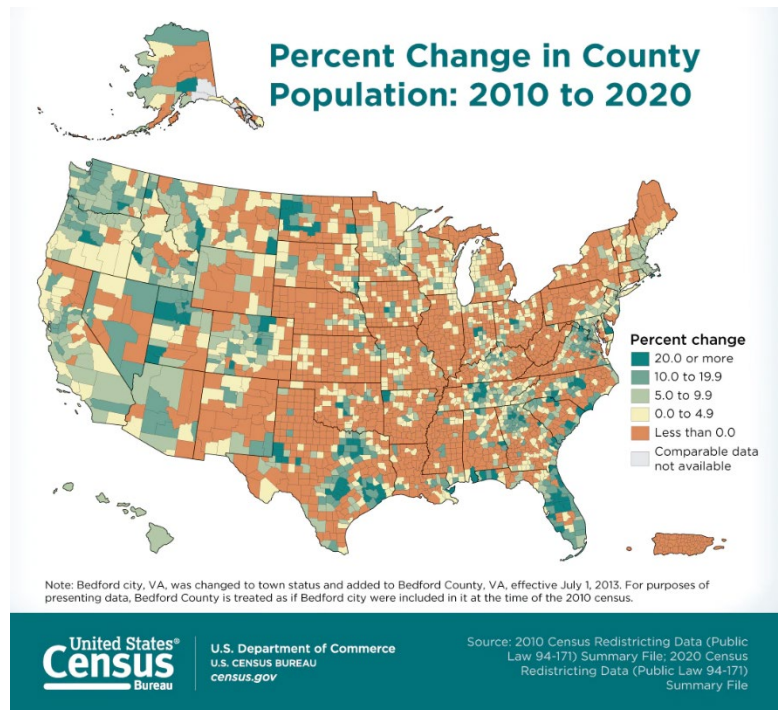 Percent Change in County
Population: 2010 to 2020
Percent change
20.0 or more
10.0 to 19.9
5.0 to 9.9
0.0 to 4.9
Less than 0.0
Comparable data
not available
Note: Bedford city, VA, was changed to town status and added to Bedford County, VA, effective July 1, 2013. For purposes of
presenting data, Bedford County is treated as if Bedford city were included in it at the time of the 2010 census.
United States®
Census
Bureau
U.S. Department of Commerce
U.S. CENSUS BUREAU
census.gov
Source: 2010 Census Redistricting Data (Public
Law 94-171) Summary File; 2020 Census
Redistricting Data (Public Law 94-171)
Summary File